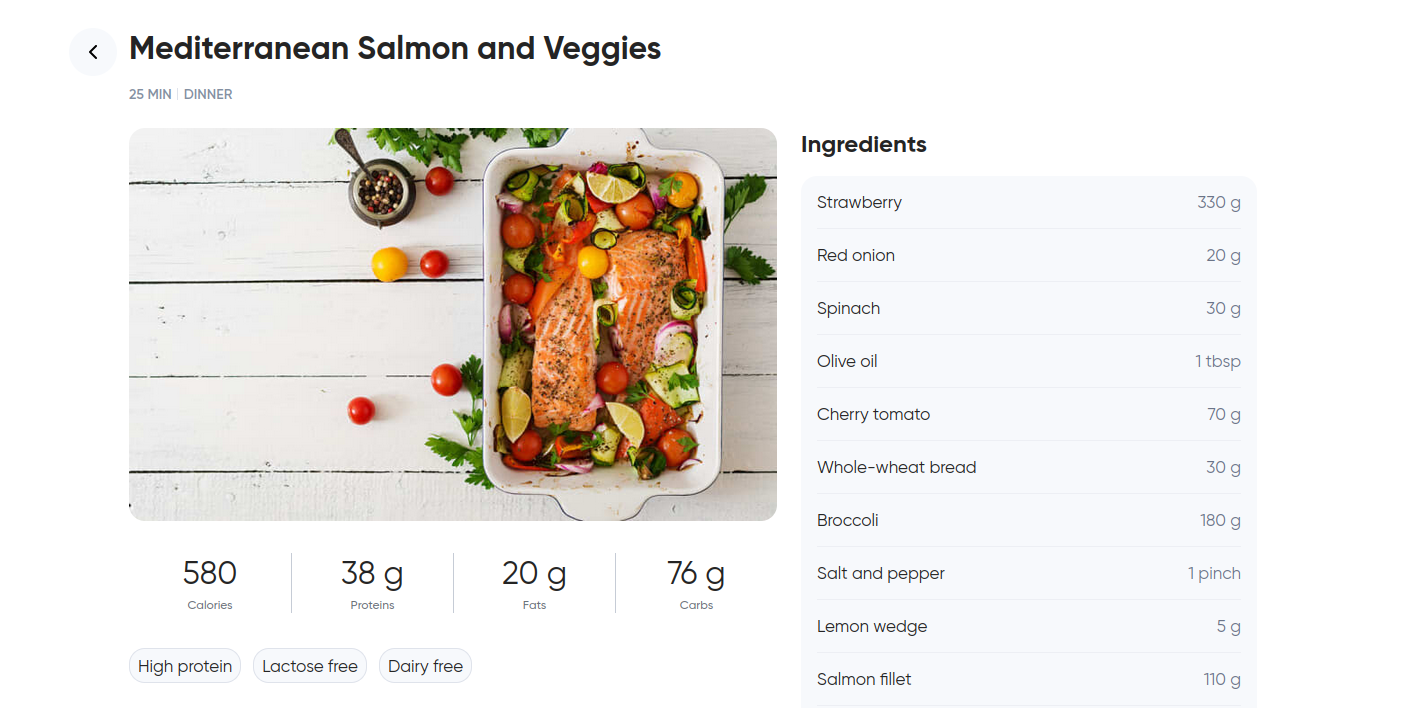 Mediterranean Salmon and Veggies
25 MIN | DINNER
Ingredients
Strawberry 330 g
Red onion 20 g
Spinach 30 g
Olive oil 1 tbsp
Cherry tomato 70 g
Whole-wheat bread 30 g
Broccoli 180 g
Salt and pepper 1 pinch
Lemon wedge 5 g
Salmon fillet 110 g
580 38 g 20 g 76 g
Calories Proteins Fats Carbs
High protein Lactose free Dairy free